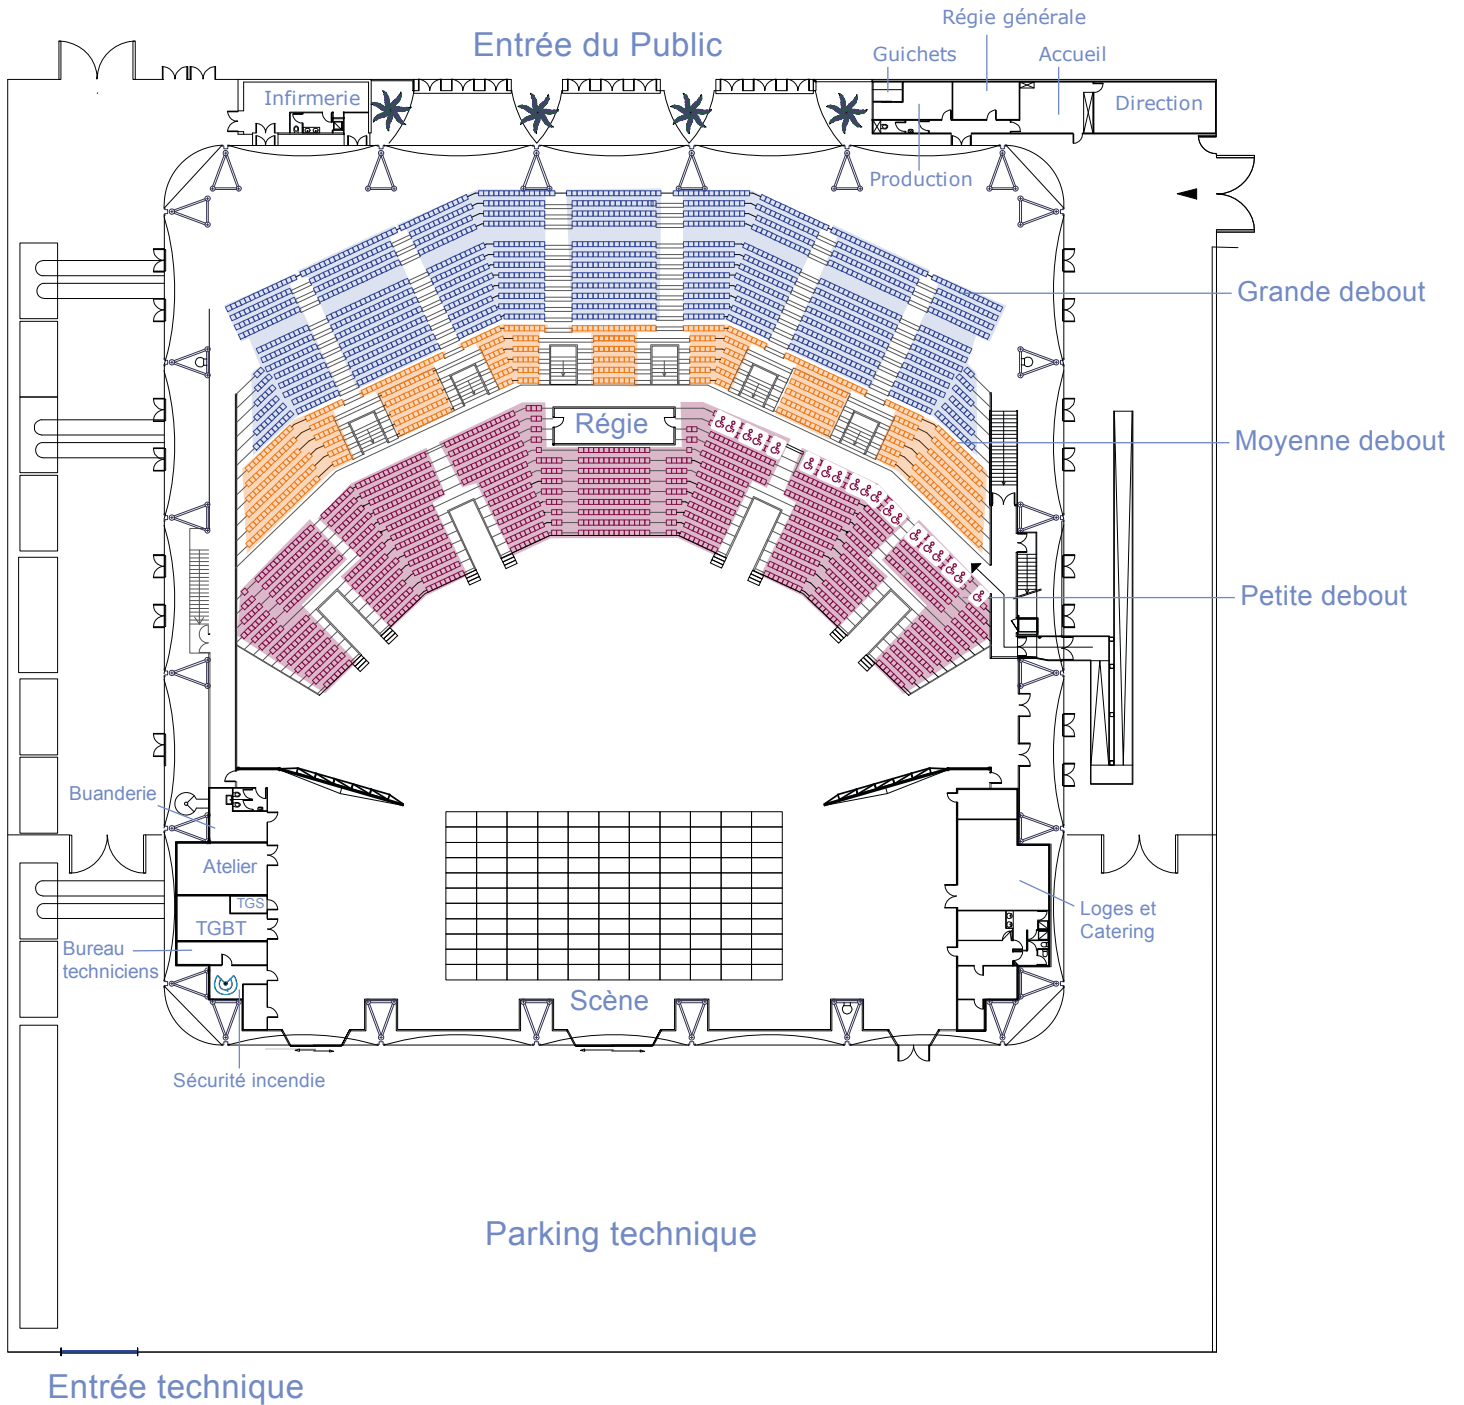 Régie générale
Entrée du Public
Guichets
Accueil
Infirmerie
Direction
Production
Grande debout
Régie
Moyenne debout
Petite debout
Buanderie
Atelier
TGS
TGBT
Loges et
Catering
Bureau
techniciens
Scène
Sécurité incendie
Parking technique
Entrée technique